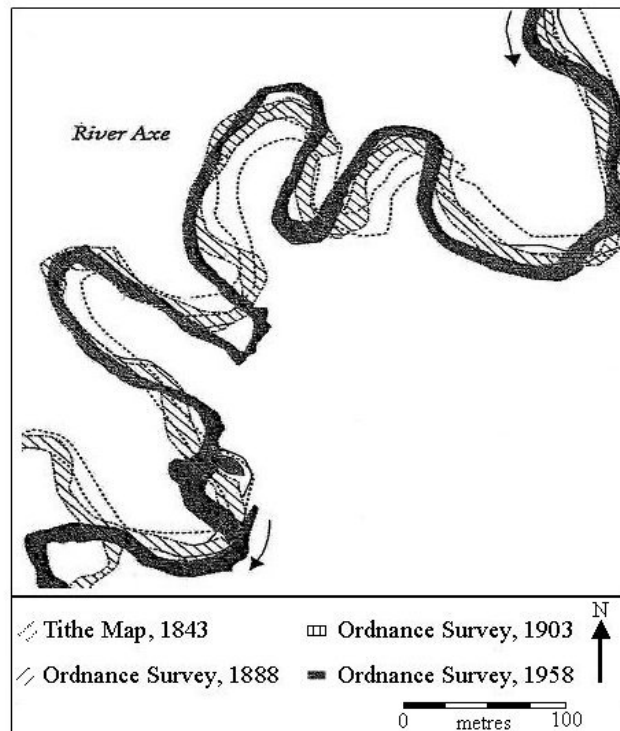 River Axe
N
Tithe Map, 1843
Ordnance Survey, 1903
Ordnance Survey, 1888
Ordnance Survey, 1958
0 metres 100